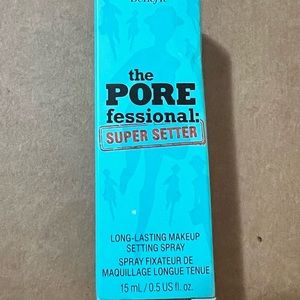 Benefit
the
PORE
fessional:
SUPER SETTER
LONG-LASTING MAKEUP
SETTING SPRAY
SPRAY FIXATEUR DE
MAQUILLAGE LONGUE TENUE
15 mL / 0.5 US fl. oz.